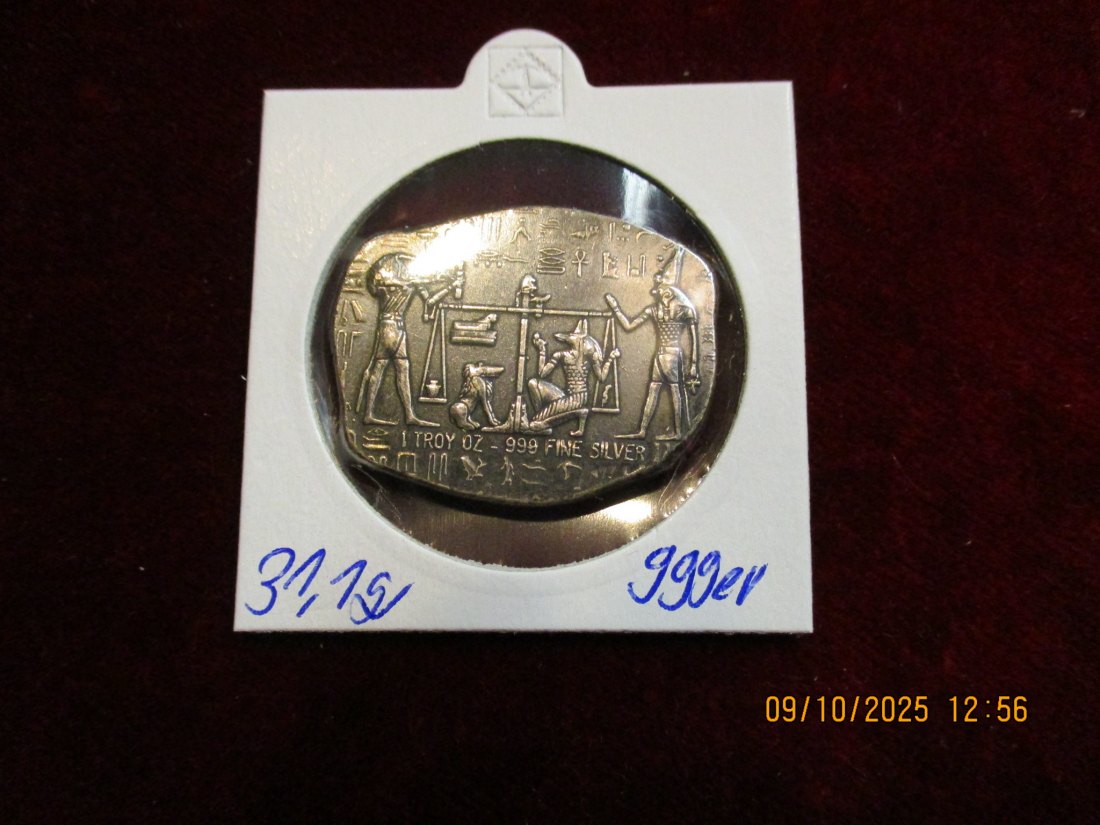 1 TROY OZ - 999 FINE SILVER
31,1g
999er
09/10/2025 12:56